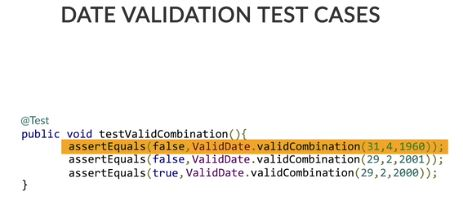 DATE VALIDATION TEST CASES
@Test
public void testValidCombination(){
assertEquals(false,ValidDate.validCombination(31,4,1960));
assertEquals(false,ValidDate.validCombination(29,2,2001));
assertEquals(true,ValidDate.validCombination(29,2,2000));
}